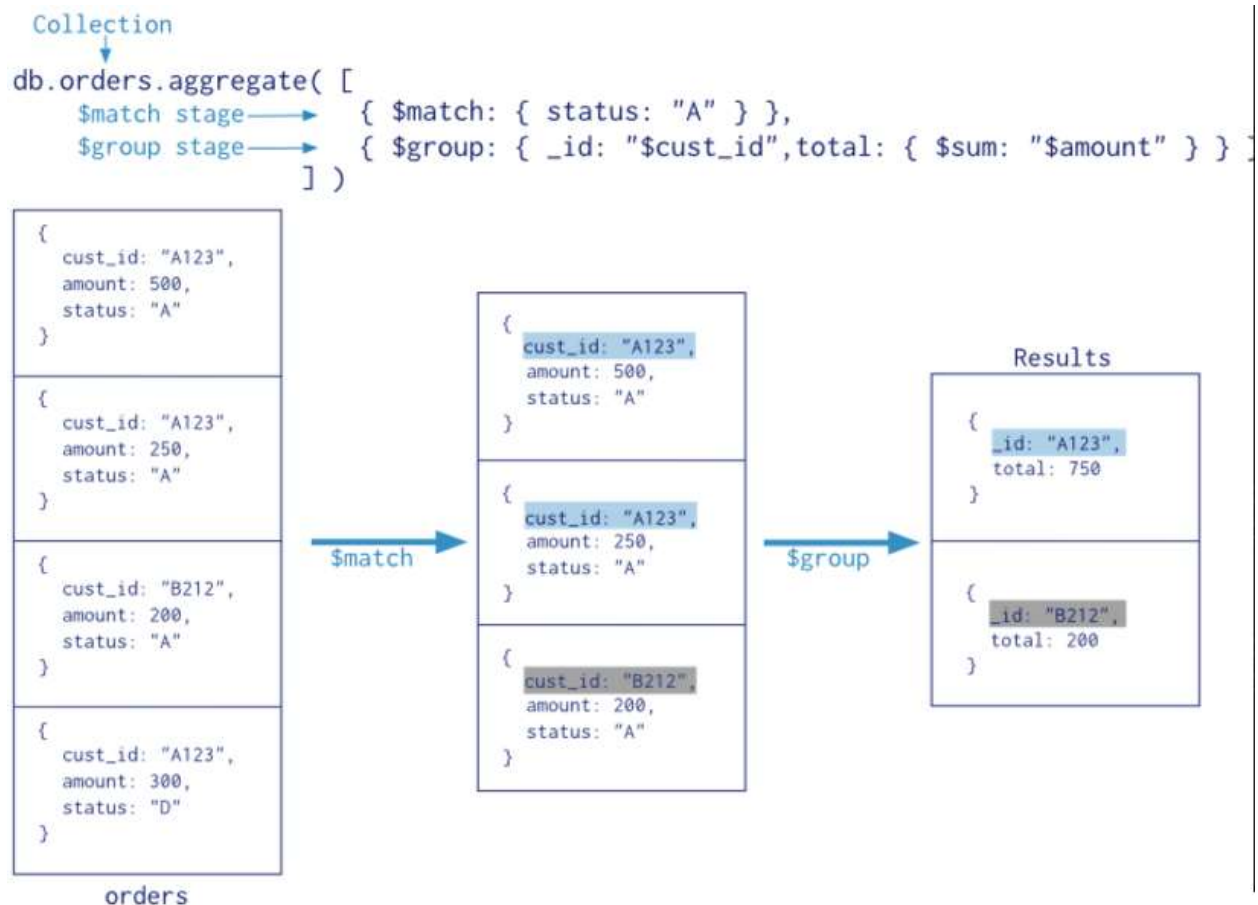 Collection
db.orders.aggregate( [
$match stage { $match: { status: "A" } },
$group stage { $group: { _id: "$cust_id",total: { $sum: "$amount" } } }
] )
{
cust_id: "A123",
amount: 500,
status: "A"
}
{
cust_id: "A123",
amount: 250,
status: "A"
}
{
cust_id: "B212",
amount: 200,
status: "A"
}
{
cust_id: "A123",
amount: 300,
status: "D"
}
orders
$match
{
cust_id: "A123",
amount: 500,
status: "A"
}
{
cust_id: "A123",
amount: 250,
status: "A"
}
{
cust_id: "B212",
amount: 200,
status: "A"
}
$group
Results
{
_id: "A123",
total: 750
}
{
_id: "B212",
total: 200
}